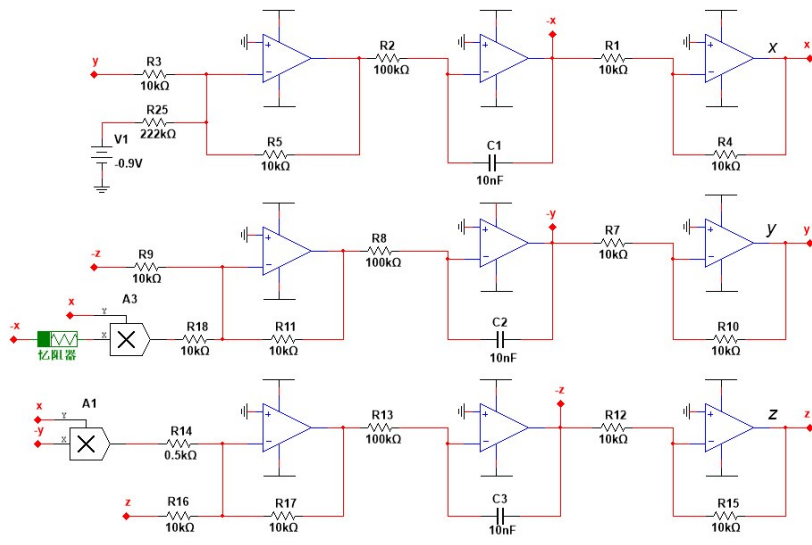 -x
y
R3
10kΩ
R2
100kΩ
R1
10kΩ
x
x
R25
222kΩ
V1
-0.9V
R5
10kΩ
C1
10nF
R4
10kΩ
-y
-z
R9
10kΩ
R8
100kΩ
R7
10kΩ
y
y
x
A3
Y
-x
X
忆阻器
R18
10kΩ
R11
10kΩ
C2
10nF
R10
10kΩ
-z
A1
x
Y
-y
X
R14
0.5kΩ
R13
100kΩ
R12
10kΩ
z
z
z
R16
10kΩ
R17
10kΩ
C3
10nF
R15
10kΩ